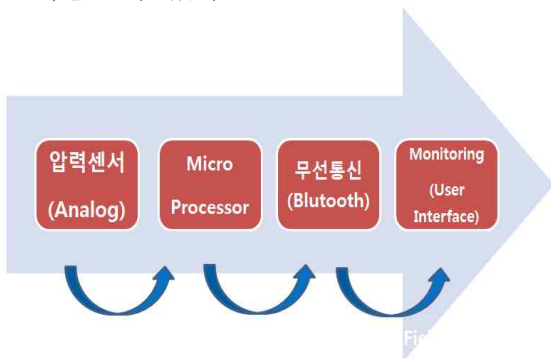 압력센서
(Analog)
Micro
Processor
무선통신
(Blutooth)
Monitoring
(User
Interface)